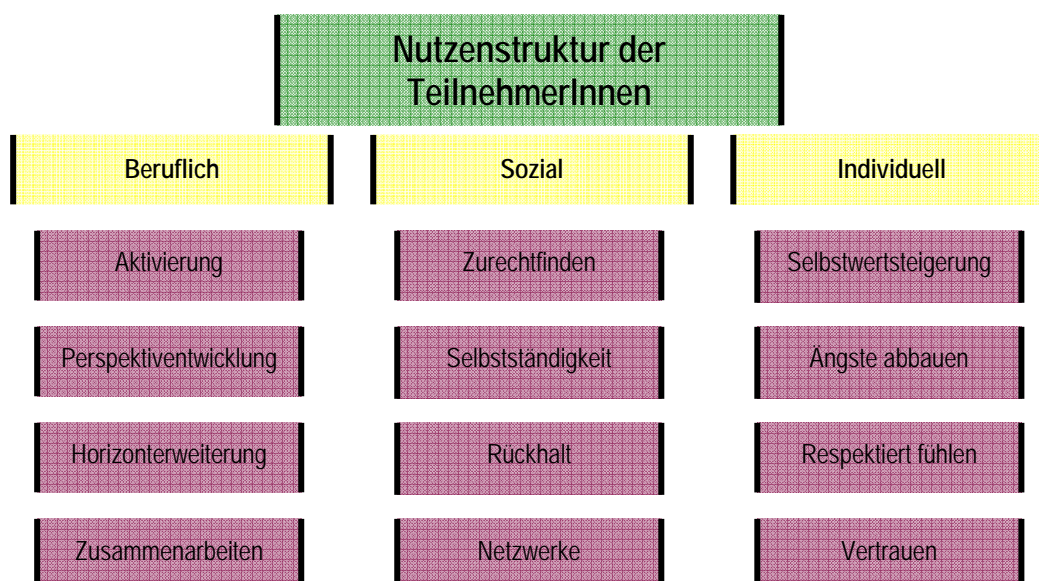 Nutzenstruktur der
TeilnehmerInnen
Beruflich
Sozial
Individuell
Aktivierung
Zurechtfinden
Selbstwertsteigerung
Perspektiventwicklung
Selbstständigkeit
Ängste abbauen
Horizonterweiterung
Rückhalt
Respektiert fühlen
Zusammenarbeiten
Netzwerke
Vertrauen